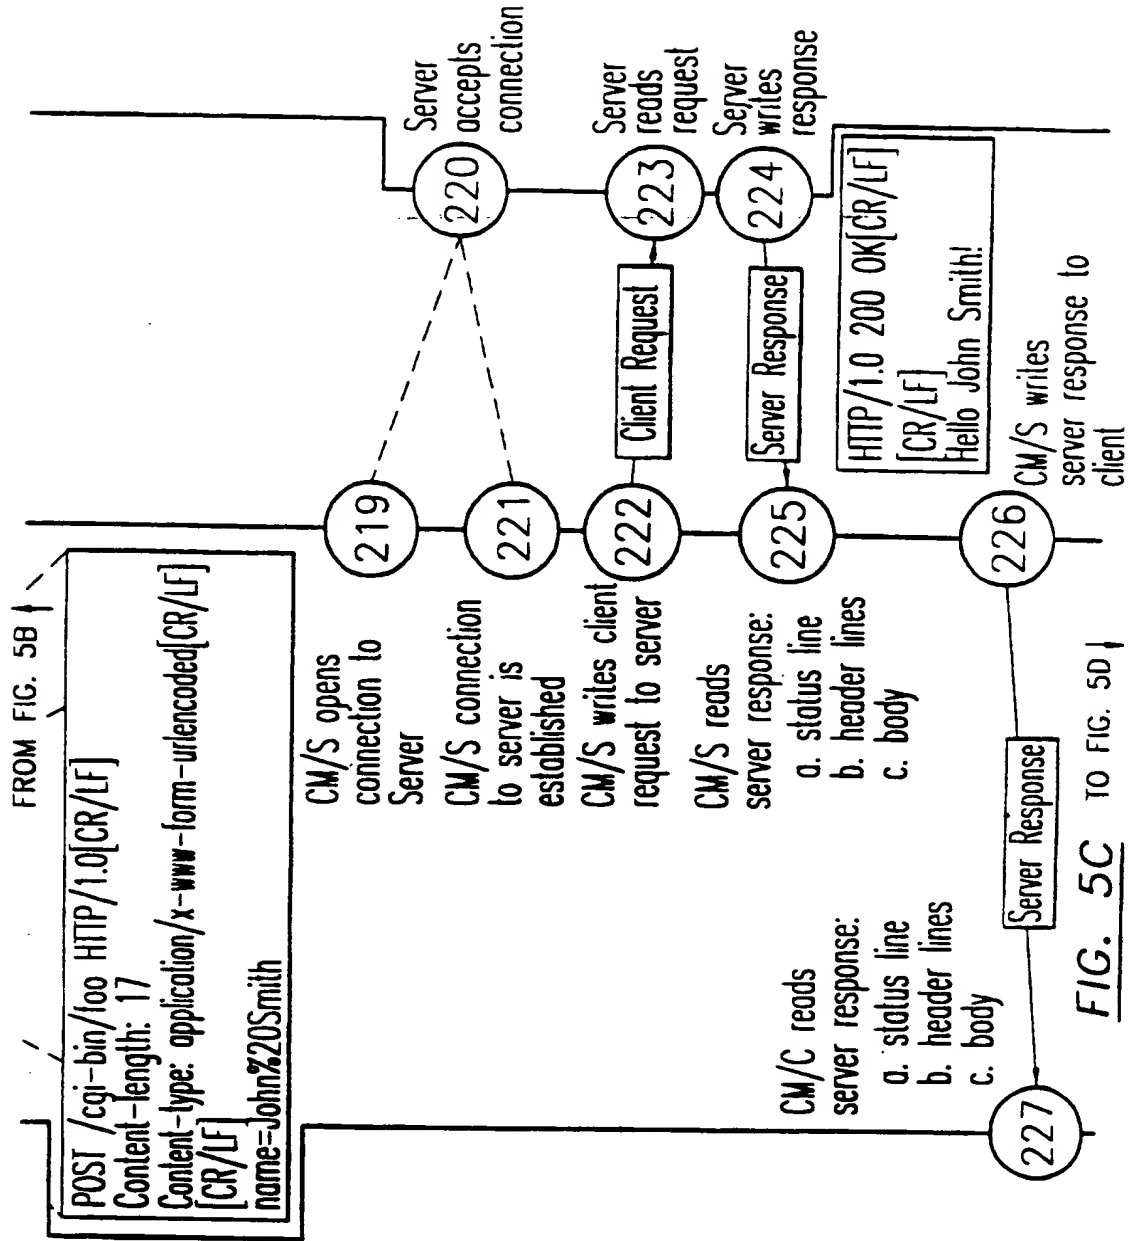 FROM FIG. 5B
POST /cgi-bin/foo HTTP/1.0[CR/LF]
Content-length: 17
Content-type: application/x-www-form-urlencoded[CR/LF]
[CR/LF]
name=John%20Smith
219
CM/S opens
connection to
Server
220
Server
accepts
connection
221
CM/S connection
to server is
established
222
CM/S writes client
request to server
Client Request
223
Server
reads
request
224
Server
writes
response
Server Response
225
CM/S reads
server response:
a. status line
b. header lines
c. body
HTTP/1.0 200 OK[CR/LF]
[CR/LF]
Hello John Smith!
226
CM/S writes
server response to
client
Server Response
227
CM/C reads
server response:
a. status line
b. header lines
c. body
FIG. 5C
TO FIG. 5D